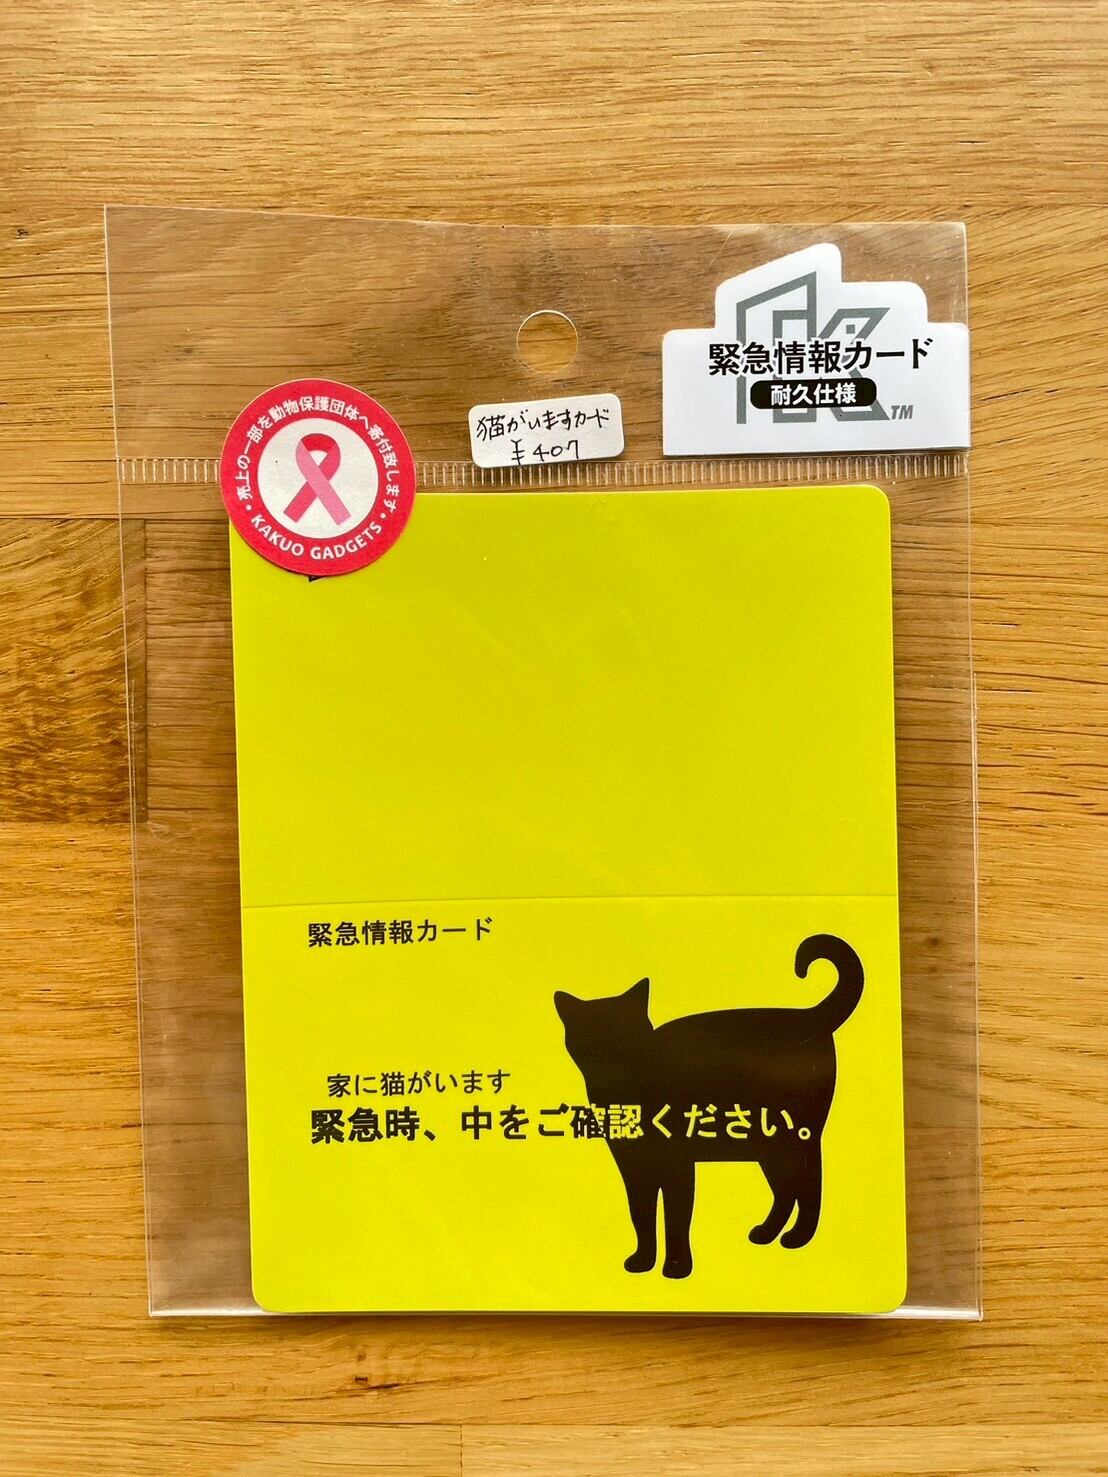 緊急情報カード
耐久仕様
TM
猫がいますカード
¥407
売上の一部を動物保護団体へ寄付致します
KAKUO GADGETS
緊急情報カード
家に猫がいます
緊急時、中をご確認ください。